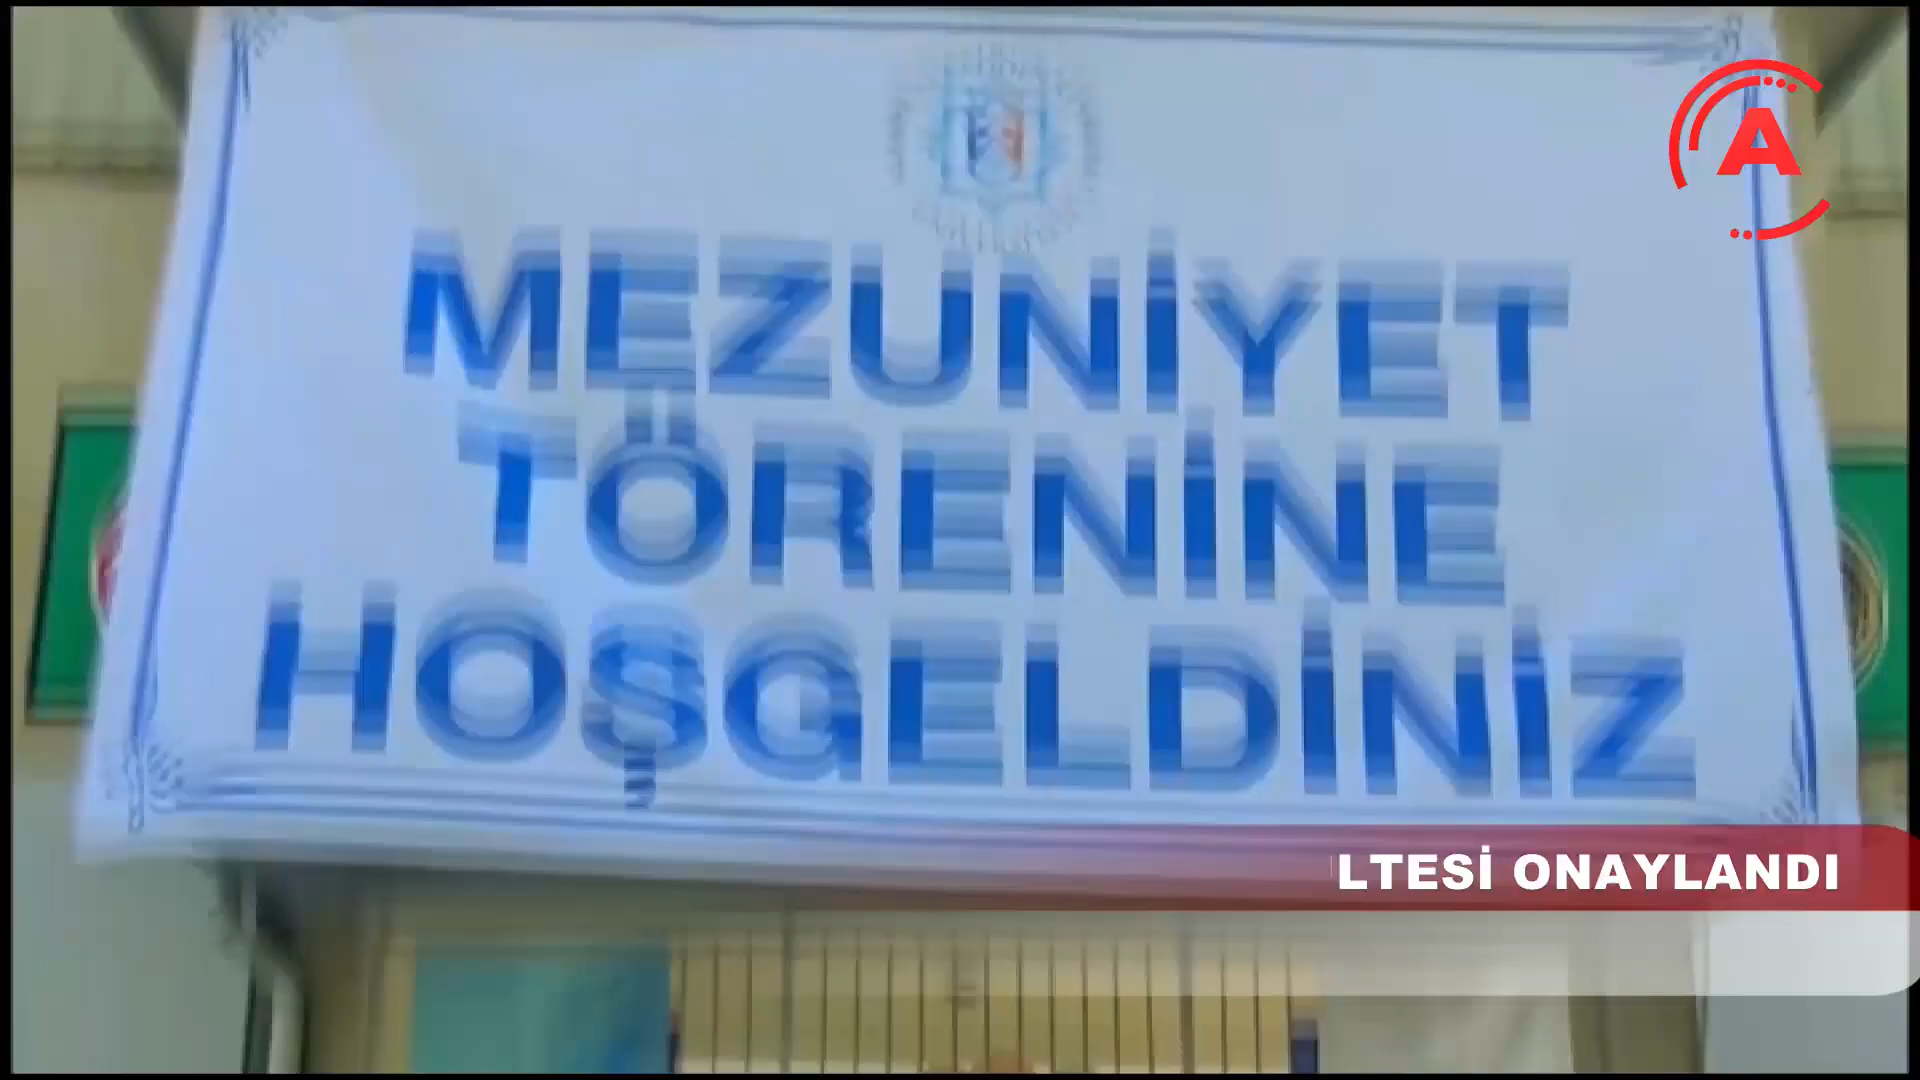 A
MEZUNİYET
TÖRENİNE
HOŞGELDİNİZ
LTESİ ONAYLANDI